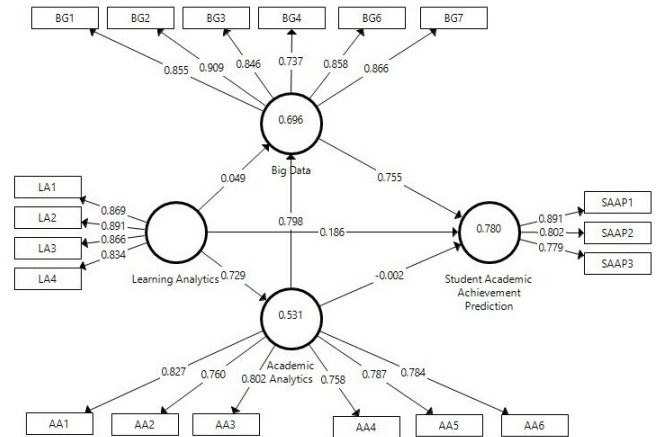 BG1
BG2
BG3
BG4
BG6
BG7
0.855
0.909
0.846
0.737
0.858
0.866
0.696
Big Data
0.049
0.755
LA1
LA2
LA3
LA4
0.869
0.891
0.866
0.834
0.798
0.186
0.780
0.891
0.802
0.779
SAAP1
SAAP2
SAAP3
Learning Analytics
Student Academic
Achievement
Prediction
0.729
-0.002
0.531
Academic
Analytics
0.827
0.760
0.802
0.758
0.787
0.784
AA1
AA2
AA3
AA4
AA5
AA6